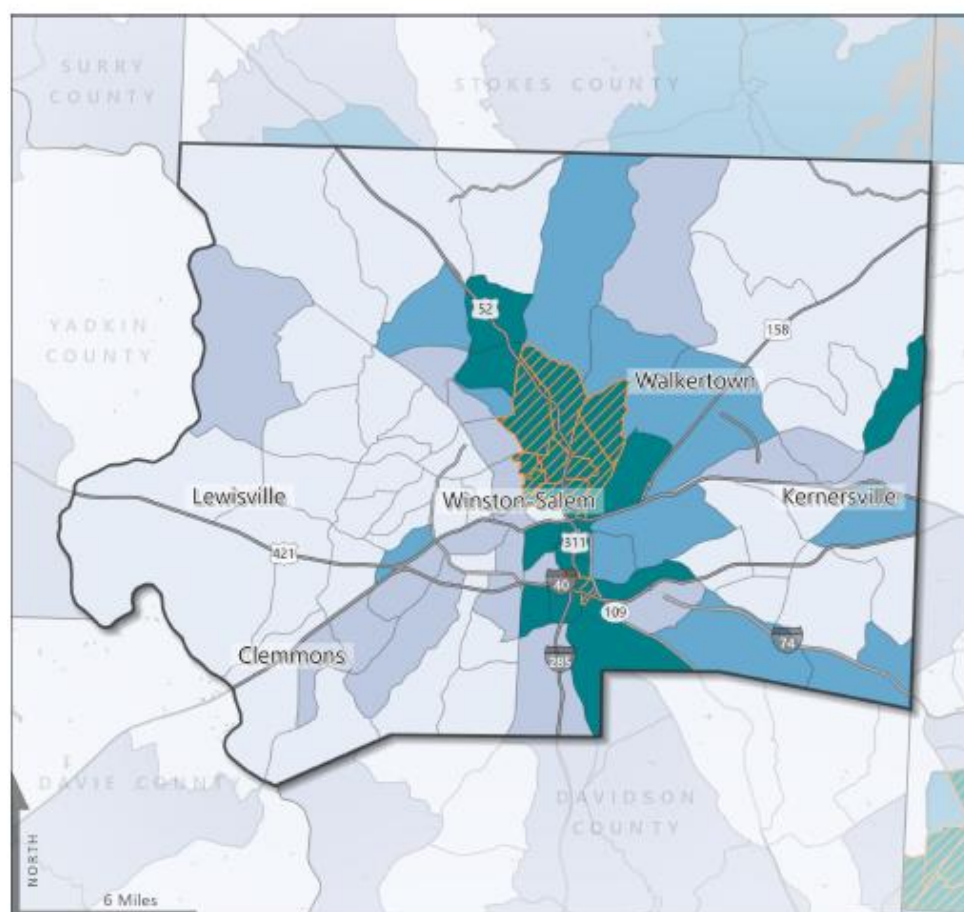 SURRY
COUNTY
STOKES COUNTY
52
158
YADKIN
COUNTY
Walkertown
Lewisville
Winston-Salem
Kernersville
421
311
40
109
74
Clemmons
285
DAVIE COUNTY
DAVIDSON
COUNTY
NORTH
6 Miles